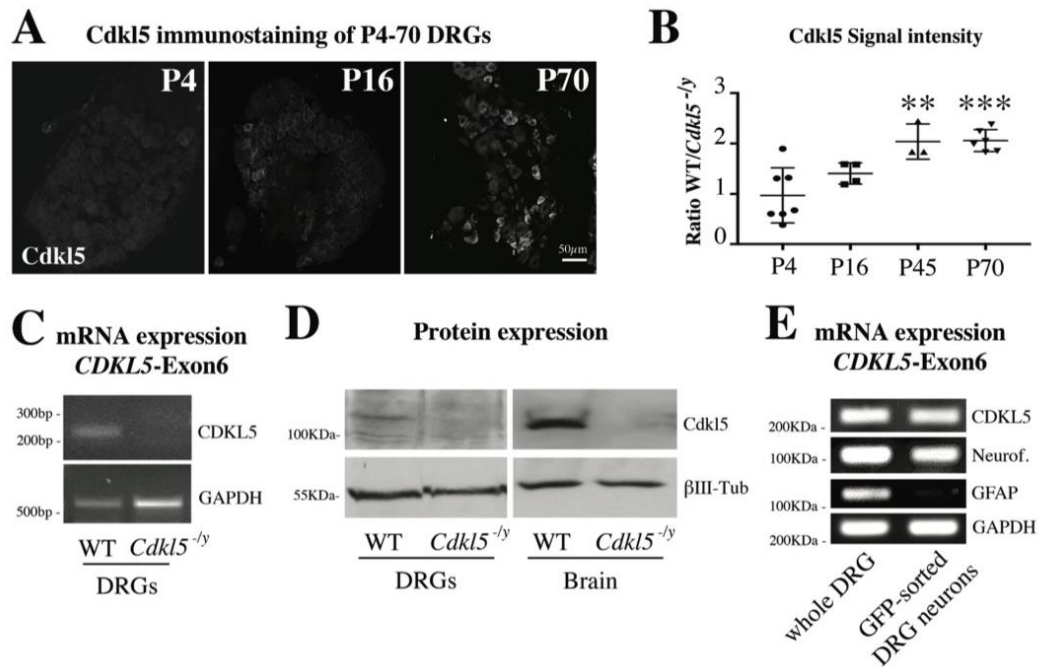 A
Cdkl5 immunostaining of P4-70 DRGs
P4
P16
P70
Cdkl5
50µm
B
Cdkl5 Signal intensity
Ratio WT/Cdkl5 -/y
3
2
1
0
** ***
P4 P16 P45 P70
C
mRNA expression
CDKL5-Exon6
300bp -
200bp -
CDKL5
500bp -
GAPDH
WT Cdkl5 -/y
DRGs
D
Protein expression
100KDa-
Cdkl5
55KDa-
βIII-Tub
WT Cdkl5 -/y WT Cdkl5 -/y
DRGs Brain
E
mRNA expression
CDKL5-Exon6
200KDa -
CDKL5
100KDa -
Neurof.
100KDa -
GFAP
200KDa -
GAPDH
whole DRG
GFP-sorted
DRG neurons